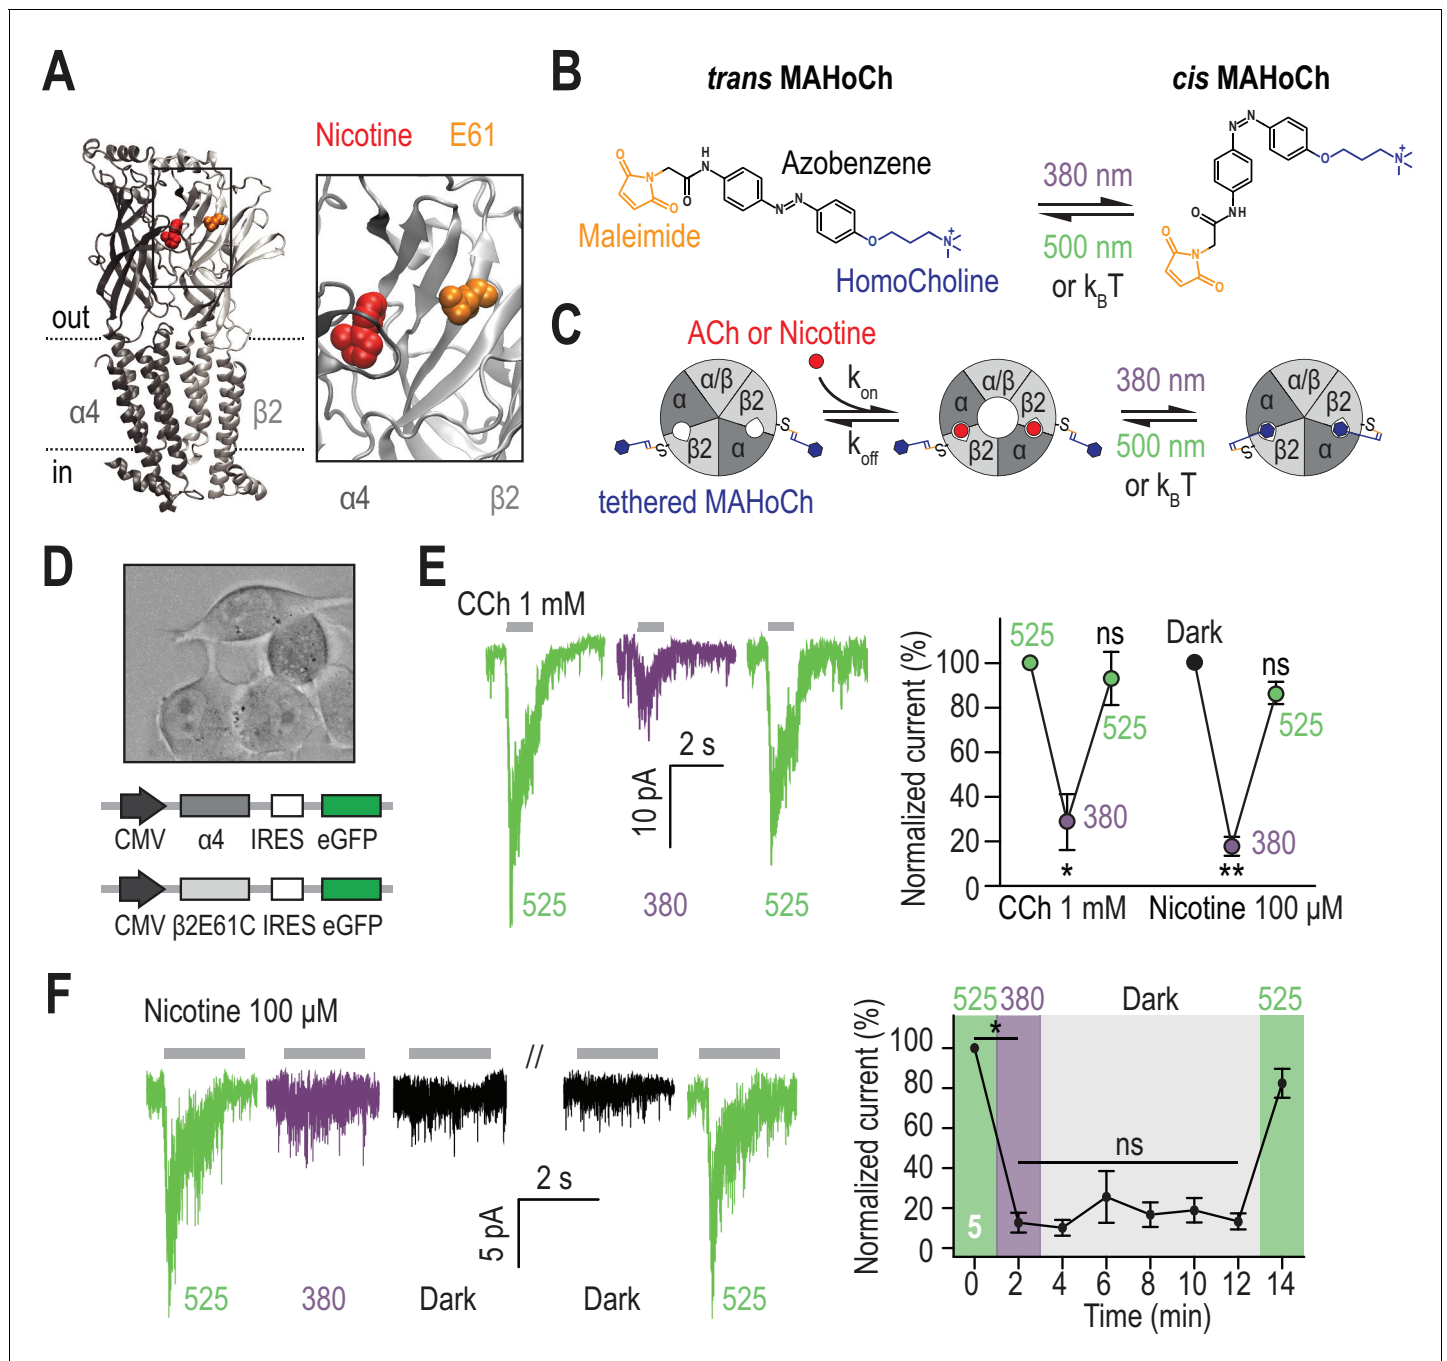 A
Nicotine E61
out
α4 β2
in
α4 β2
B
trans MAHoCh
cis MAHoCh
O
N
O
H
N
O
Azobenzene
N
N
O
N
+
Maleimide
HomoCholine
380 nm
500 nm
or kBT
N
N
O
N
+
O
NH
O
N
O
C
ACh or Nicotine
α/β
α
β2
β2
α
S
S
kon
koff
α/β
α
β2
β2
α
S
S
380 nm
500 nm
or kBT
α/β
α
β2
β2
α
S
S
tethered MAHoCh
D
CMV α4 IRES eGFP
CMV β2E61C IRES eGFP
E
CCh 1 mM
2 s
10 pA
525 380 525
Normalized current (%)
100
80
60
40
20
0
525
380
*
ns
525
Dark
380
**
ns
525
CCh 1 mM Nicotine 100 µM
F
Nicotine 100 µM
//
2 s
5 pA
525 380 Dark Dark 525
525 380 Dark 525
Normalized current (%)
100
80
60
40
20
0
*
ns
5
0 2 4 6 8 10 12 14
Time (min)